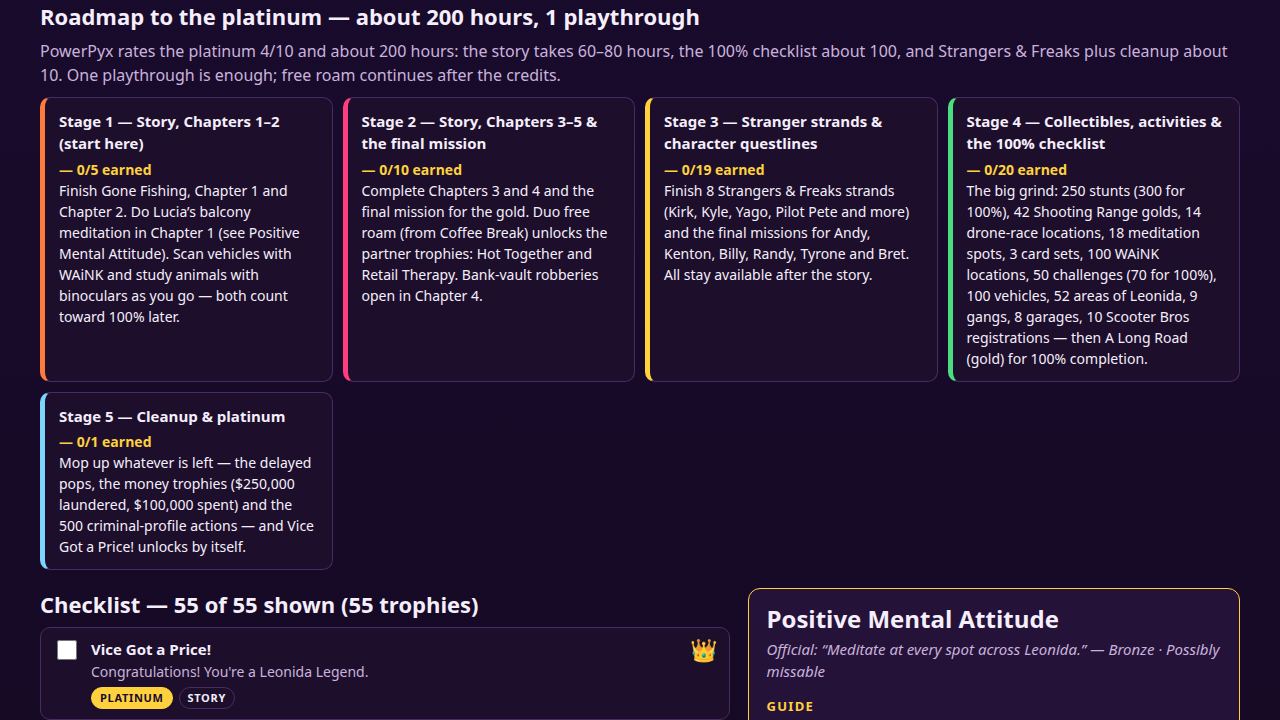 Roadmap to the platinum — about 200 hours, 1 playthrough
PowerPyx rates the platinum 4/10 and about 200 hours: the story takes 60–80 hours, the 100% checklist about 100, and Strangers & Freaks plus cleanup about
10. One playthrough is enough; free roam continues after the credits.
Stage 1 — Story, Chapters 1–2
(start here)
— 0/5 earned
Finish Gone Fishing, Chapter 1 and
Chapter 2. Do Lucia's balcony
meditation in Chapter 1 (see Positive
Mental Attitude). Scan vehicles with
WAiNK and study animals with
binoculars as you go — both count
toward 100% later.
Stage 2 — Story, Chapters 3–5 &
the final mission
— 0/10 earned
Complete Chapters 3 and 4 and the
final mission for the gold. Duo free
roam (from Coffee Break) unlocks the
partner trophies: Hot Together and
Retail Therapy. Bank-vault robberies
open in Chapter 4.
Stage 3 — Stranger strands &
character questlines
— 0/19 earned
Finish 8 Strangers & Freaks strands
(Kirk, Kyle, Yago, Pilot Pete and more)
and the final missions for Andy,
Kenton, Billy, Randy, Tyrone and Bret.
All stay available after the story.
Stage 4 — Collectibles, activities &
the 100% checklist
— 0/20 earned
The big grind: 250 stunts (300 for
100%), 42 Shooting Range golds, 14
drone-race locations, 18 meditation
spots, 3 card sets, 100 WAiNK
locations, 50 challenges (70 for 100%),
100 vehicles, 52 areas of Leonida, 9
gangs, 8 garages, 10 Scooter Bros
registrations — then A Long Road
(gold) for 100% completion.
Stage 5 — Cleanup & platinum
— 0/1 earned
Mop up whatever is left — the delayed
pops, the money trophies ($250,000
laundered, $100,000 spent) and the
500 criminal-profile actions — and Vice
Got a Price! unlocks by itself.
Checklist — 55 of 55 shown (55 trophies)
Vice Got a Price!
Congratulations! You're a Leonida Legend.
PLATINUM STORY
Positive Mental Attitude
Official: “Meditate at every spot across Leonida.” — Bronze · Possibly
missable
GUIDE